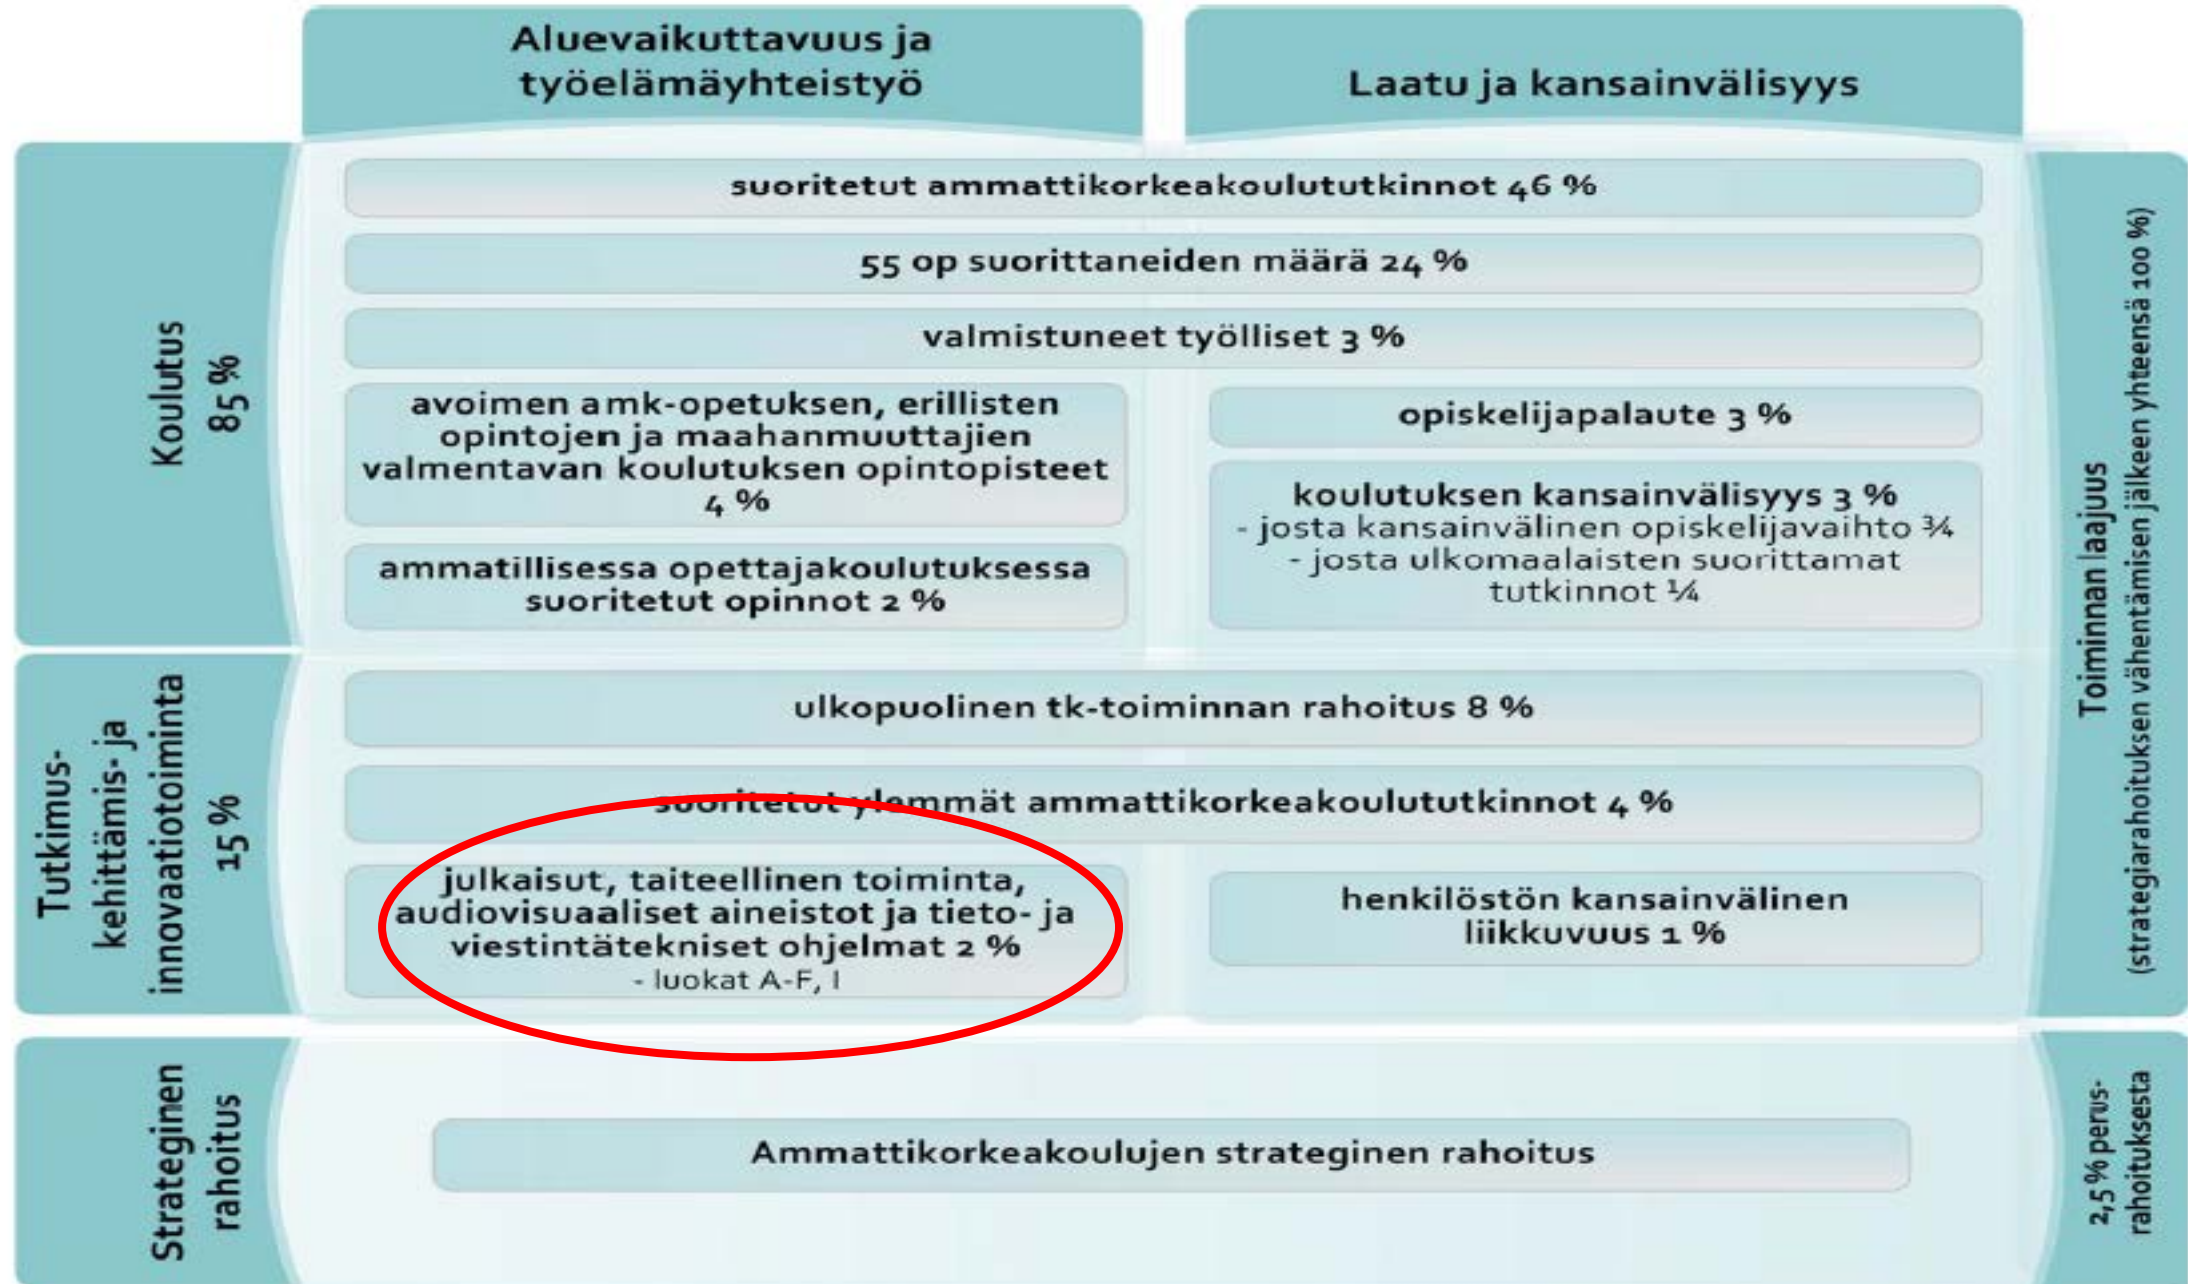 Aluevaikuttavuus ja
työelämäyhteistyö
Laatu ja kansainvälisyys
Koulutus
85 %
suoritetut ammattikorkeakoulututkinnot 46 %
55 op suorittaneiden määrä 24 %
valmistuneet työlliset 3 %
avoimen amk-opetuksen, erillisten
opintojen ja maahanmuuttajien
valmentavan koulutuksen opintopisteet
4 %
ammatillisessa opettajakoulutuksessa
suoritetut opinnot 2 %
opiskelijapalaute 3 %
koulutuksen kansainvälisyys 3 %
- josta kansainvälinen opiskelijavaihto ¾
- josta ulkomaalaisten suorittamat
tutkinnot ¼
Tutkimus-
kehittämis- ja
innovaatiotoiminta
15 %
ulkopuolinen tk-toiminnan rahoitus 8 %
suoritetut ylemmät ammattikorkeakoulututkinnot 4 %
julkaisut, taiteellinen toiminta,
audiovisuaaliset aineistot ja tieto- ja
viestintätekniset ohjelmat 2 %
- luokat A-F, I
henkilöstön kansainvälinen
liikkuvuus 1 %
Toiminnan laajuus
(strategiarahoituksen vähentämisen jälkeen yhteensä 100 %)
Strateginen
rahoitus
Ammattikorkeakoulujen strateginen rahoitus
2,5 % perus-
rahoituksesta